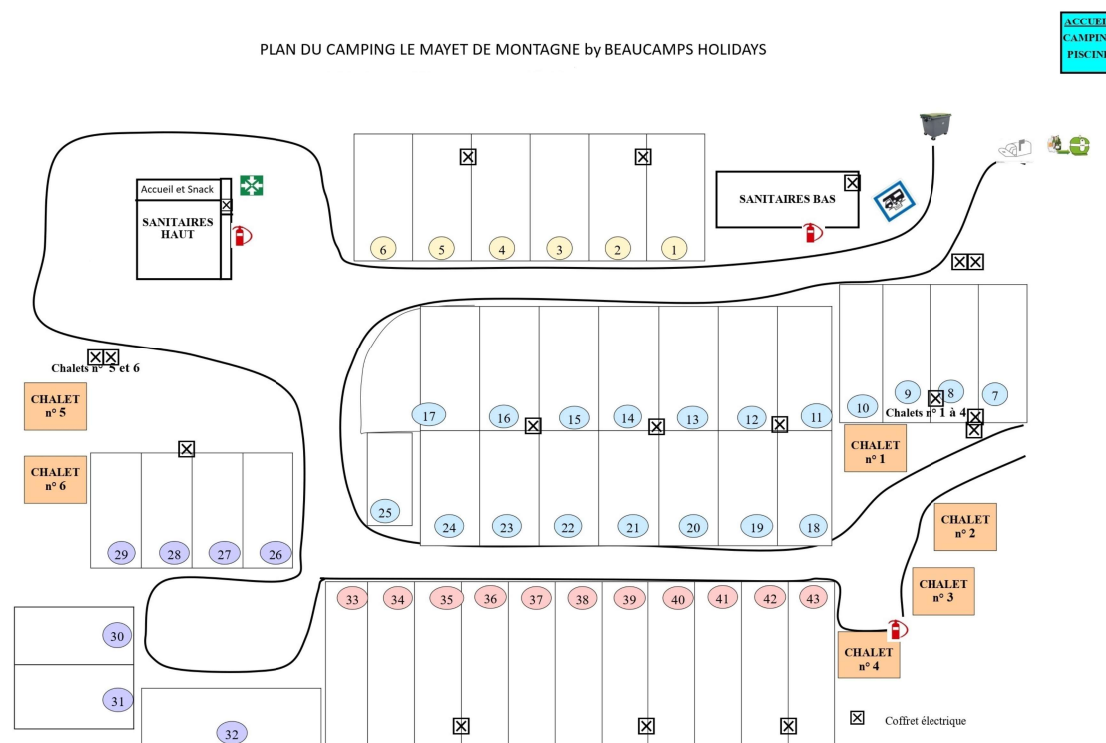 PLAN DU CAMPING LE MAYET DE MONTAGNE by BEAUCAMPS HOLIDAYS
ACCUEI
CAMPIN
PISCIN
Accueil et Snack
SANITAIRES
HAUT
SANITAIRES BAS
6 5 4 3 2 1
Chalets n° 5 et 6
CHALET
n° 5
CHALET
n° 6
17 16 15 14 13 12 11
10 9 8 7
Chalets n° 1 à 4
CHALET
n° 1
25 24 23 22 21 20 19 18
CHALET
n° 2
29 28 27 26
CHALET
n° 3
33 34 35 36 37 38 39 40 41 42 43
30
31
32
CHALET
n° 4
Coffret électrique